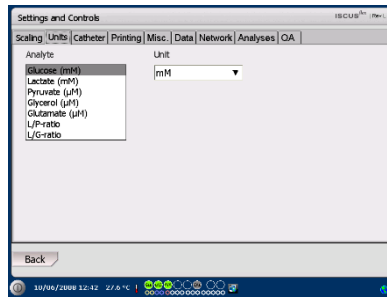 Settings and Controls
ISCUS
Scaling Units Catheter Printing Misc. Data Network Analyses QA
Analyte Unit
Glucose (mM) mM
Lactate (mM)
Pyruvate (µM)
Glycerol (µM)
Glutamate (µM)
L/P-ratio
L/G-ratio
Back
10/06/2008 12:42 27.6 °C